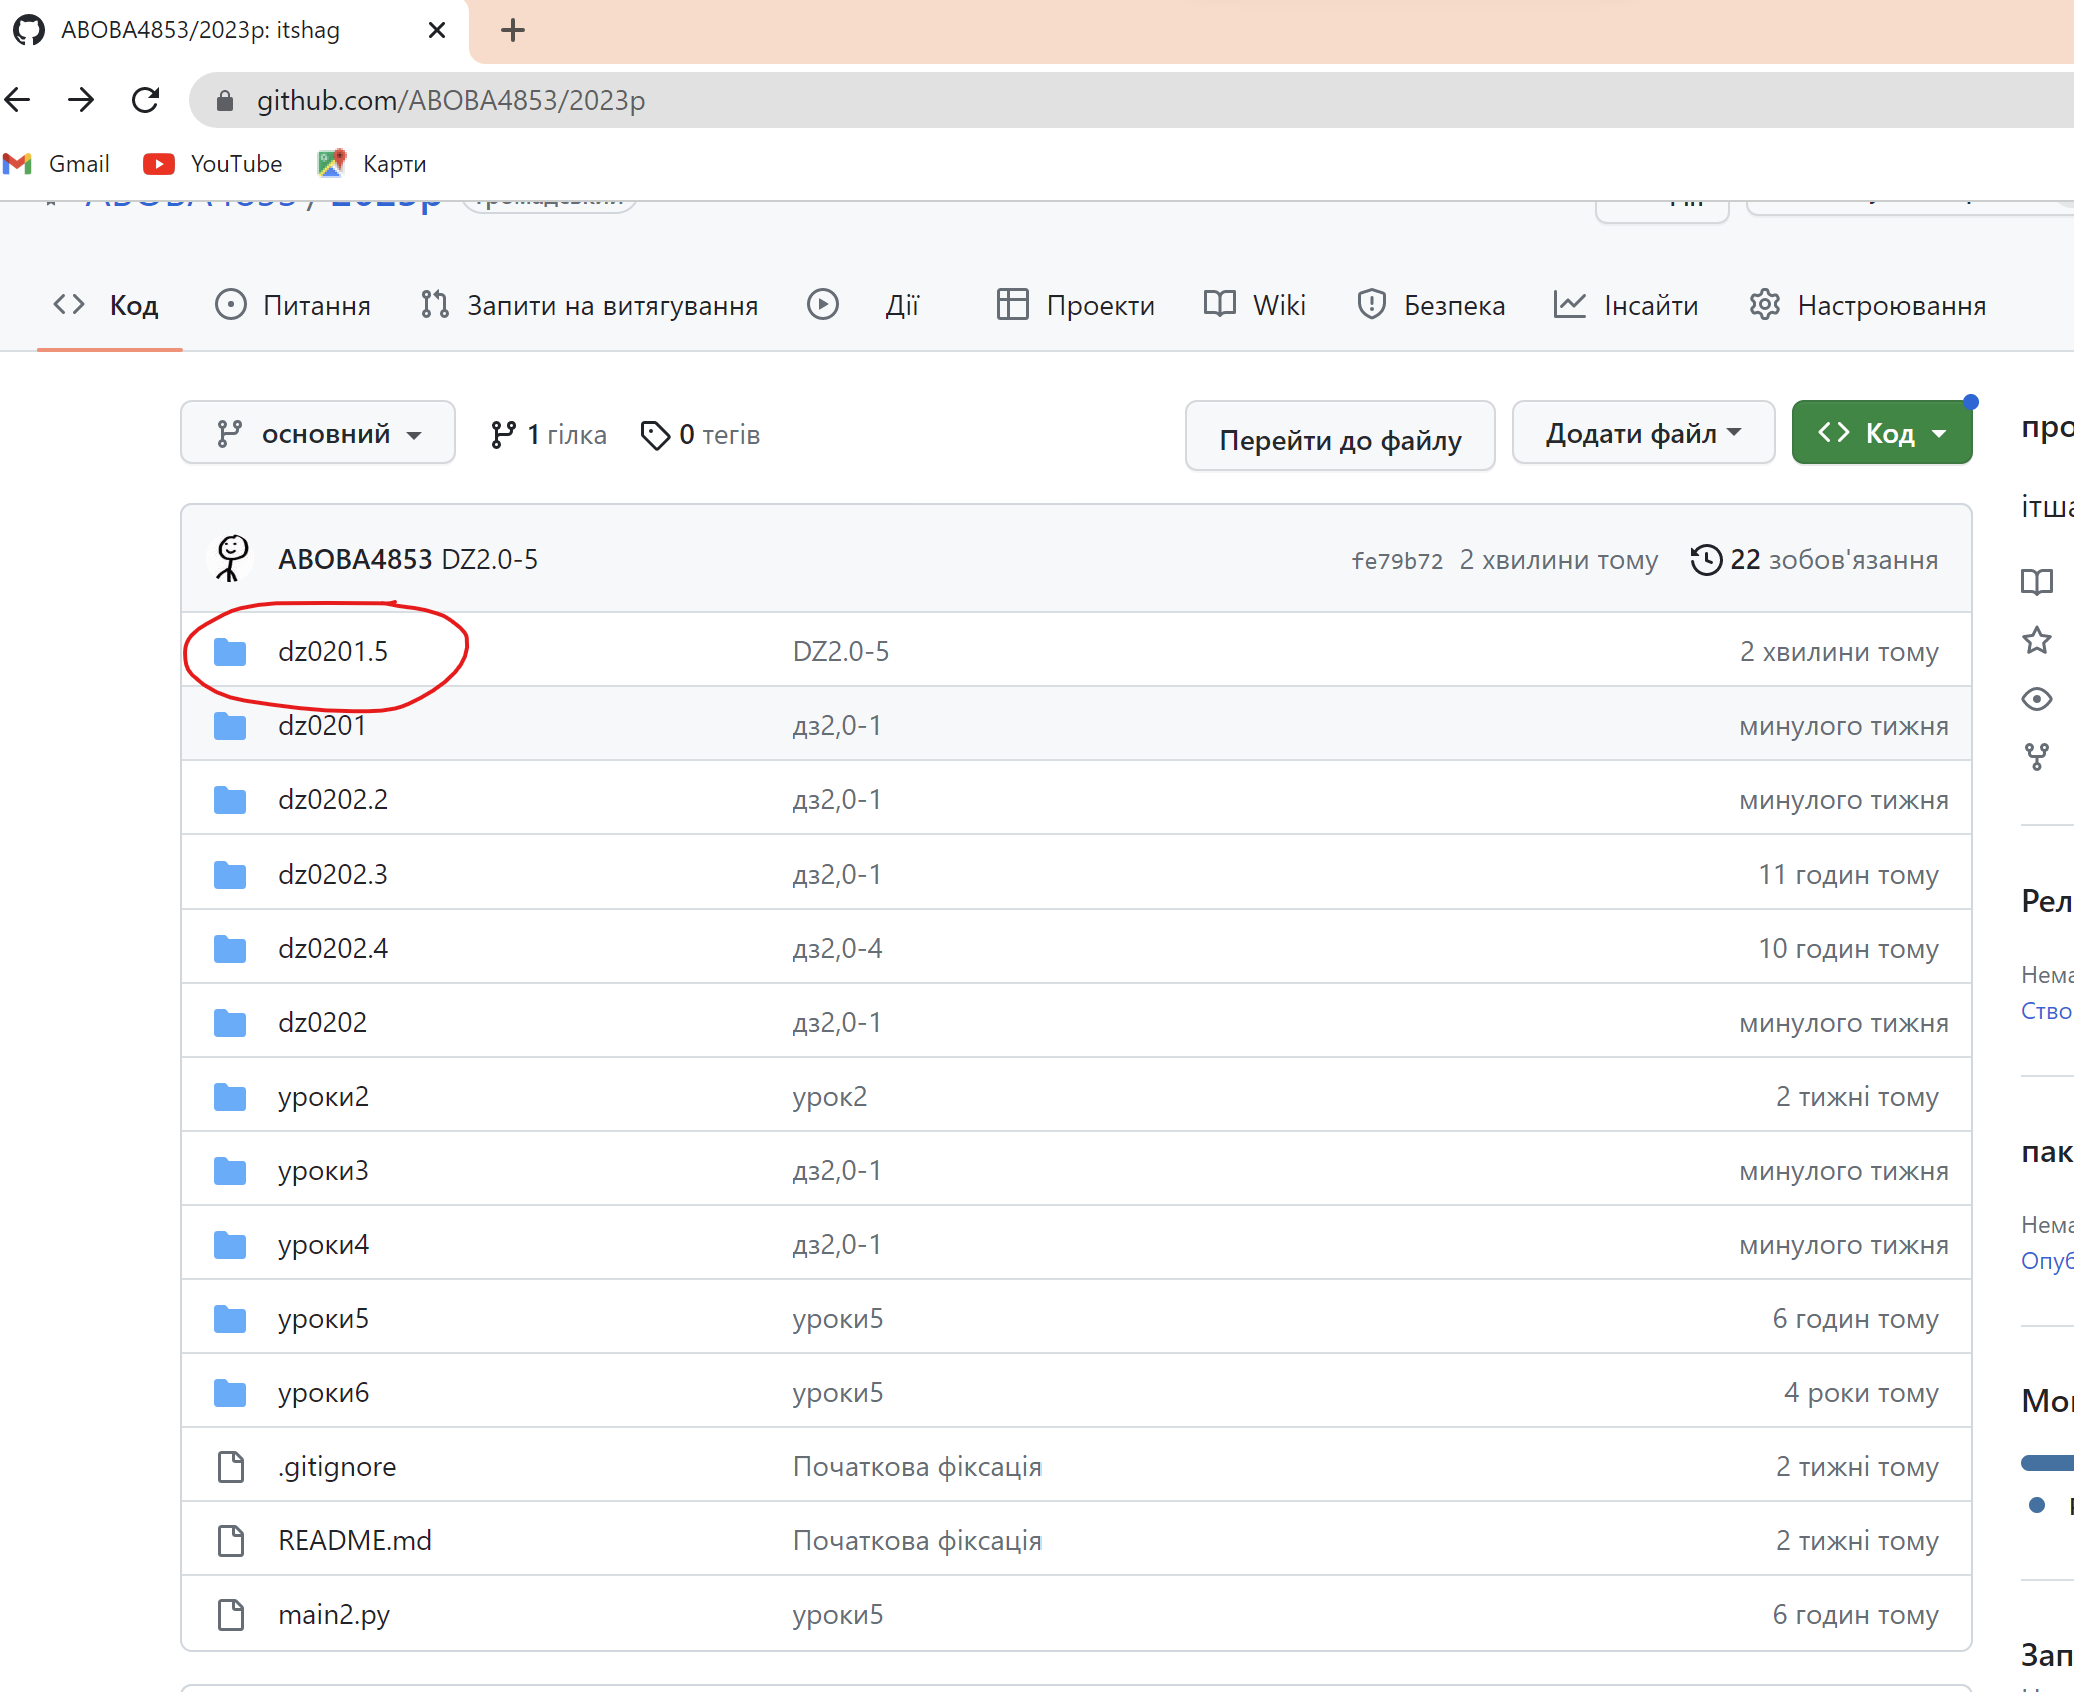 ABOBA4853/2023p: itshag
github.com/ABOBA4853/2023p
Gmail YouTube Карти
ABOBA4853 / 2023p Громадський
Код Питання Запити на витягування Дії Проекти Wiki Безпека Інсайти Настроювання
основний 1 гілка 0 тегів Перейти до файлу Додати файл Код
про
ітша
ABOBA4853 DZ2.0-5 fe79b72 2 хвилини тому 22 зобов'язання
dz0201.5 DZ2.0-5 2 хвилини тому
dz0201 дз2,0-1 минулого тижня
dz0202.2 дз2,0-1 минулого тижня
dz0202.3 дз2,0-1 11 годин тому
Рел
dz0202.4 дз2,0-4 10 годин тому
Нема
Ство
dz0202 дз2,0-1 минулого тижня
уроки2 урок2 2 тижні тому
пак
уроки3 дз2,0-1 минулого тижня
Нема
уроки4 дз2,0-1 минулого тижня
Опуб
уроки5 уроки5 6 годин тому
уроки6 уроки5 4 роки тому
Мо
.gitignore Початкова фіксація 2 тижні тому
README.md Початкова фіксація 2 тижні тому
main2.py уроки5 6 годин тому
Зап